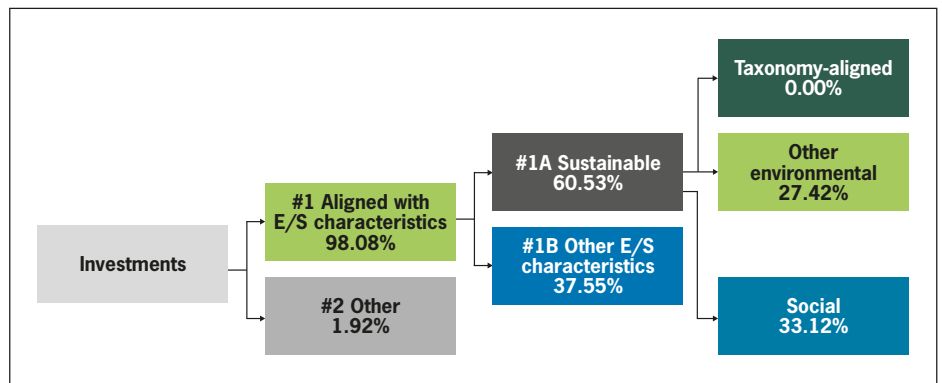 Investments
#1 Aligned with
E/S characteristics
98.08%
#2 Other
1.92%
#1A Sustainable
60.53%
#1B Other E/S
characteristics
37.55%
Taxonomy-aligned
0.00%
Other
environmental
27.42%
Social
33.12%